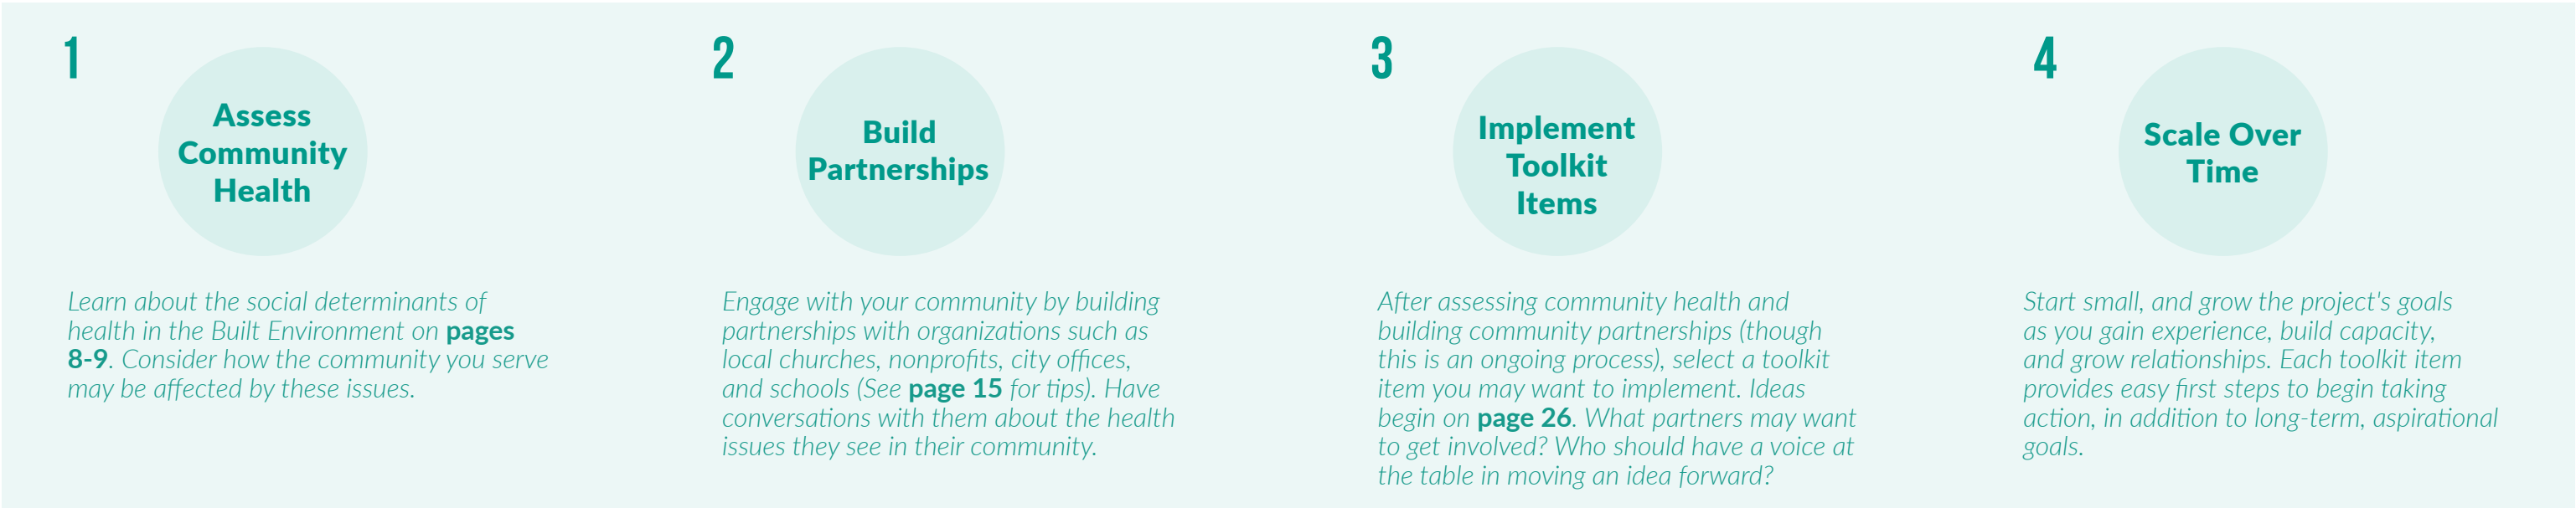 1
Assess
Community
Health
Learn about the social determinants of
health in the Built Environment on pages
8-9. Consider how the community you serve
may be affected by these issues.
2
Build
Partnerships
Engage with your community by building
partnerships with organizations such as
local churches, nonprofits, city offices,
and schools (See page 15 for tips). Have
conversations with them about the health
issues they see in their community.
3
Implement
Toolkit
Items
After assessing community health and
building community partnerships (though
this is an ongoing process), select a toolkit
item you may want to implement. Ideas
begin on page 26. What partners may want
to get involved? Who should have a voice at
the table in moving an idea forward?
4
Scale Over
Time
Start small, and grow the project's goals
as you gain experience, build capacity,
and grow relationships. Each toolkit item
provides easy first steps to begin taking
action, in addition to long-term, aspirational
goals.